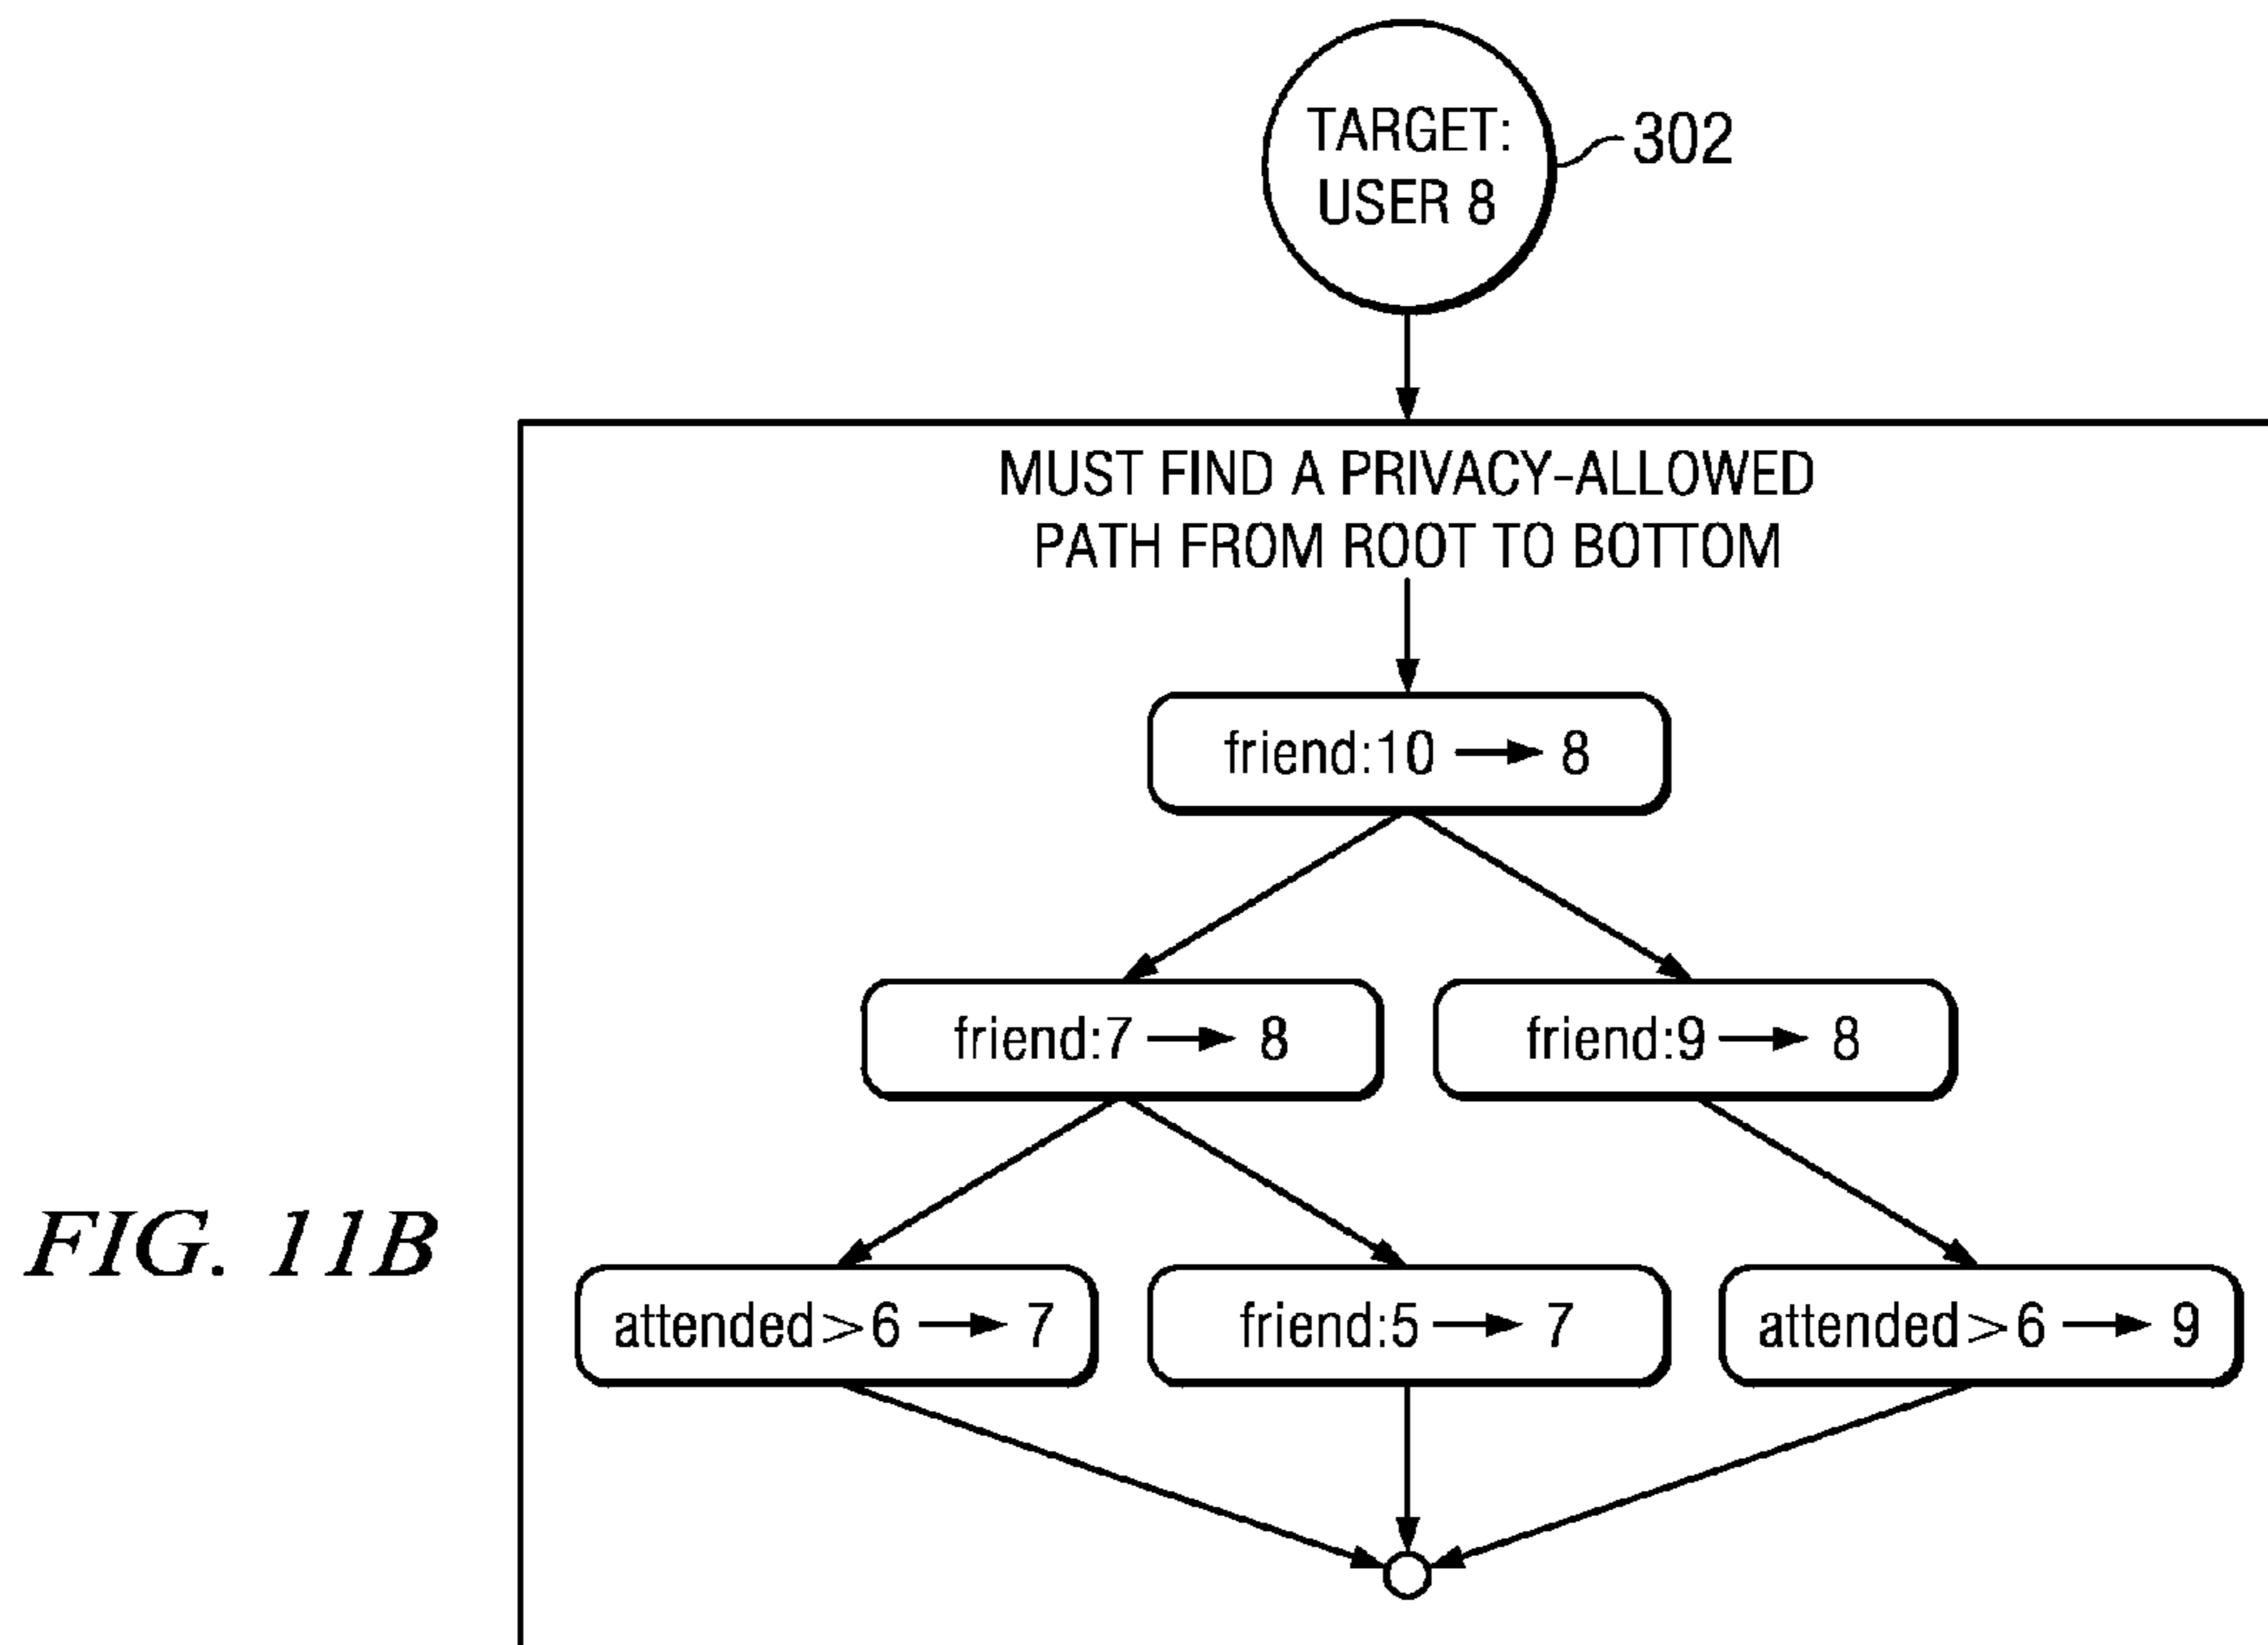 TARGET:
USER 8
302
MUST FIND A PRIVACY-ALLOWED
PATH FROM ROOT TO BOTTOM
friend:10 → 8
friend:7 → 8
friend:9 → 8
attended>6 → 7
friend:5 → 7
attended>6 → 9
FIG. 11B